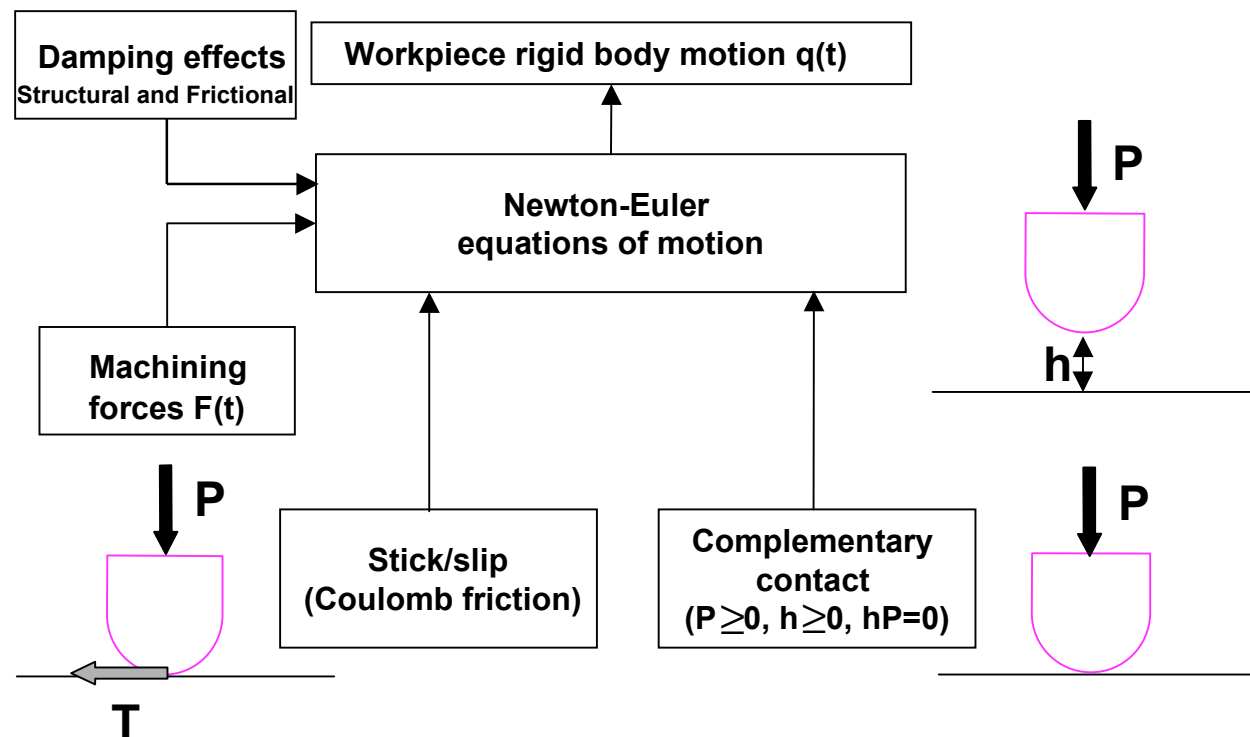 Damping effects
Structural and Frictional
Workpiece rigid body motion q(t)
P
Newton-Euler
equations of motion
h
Machining
forces F(t)
P
P
Stick/slip
(Coulomb friction)
Complementary
contact
(P ≥0, h ≥0, hP=0)
T